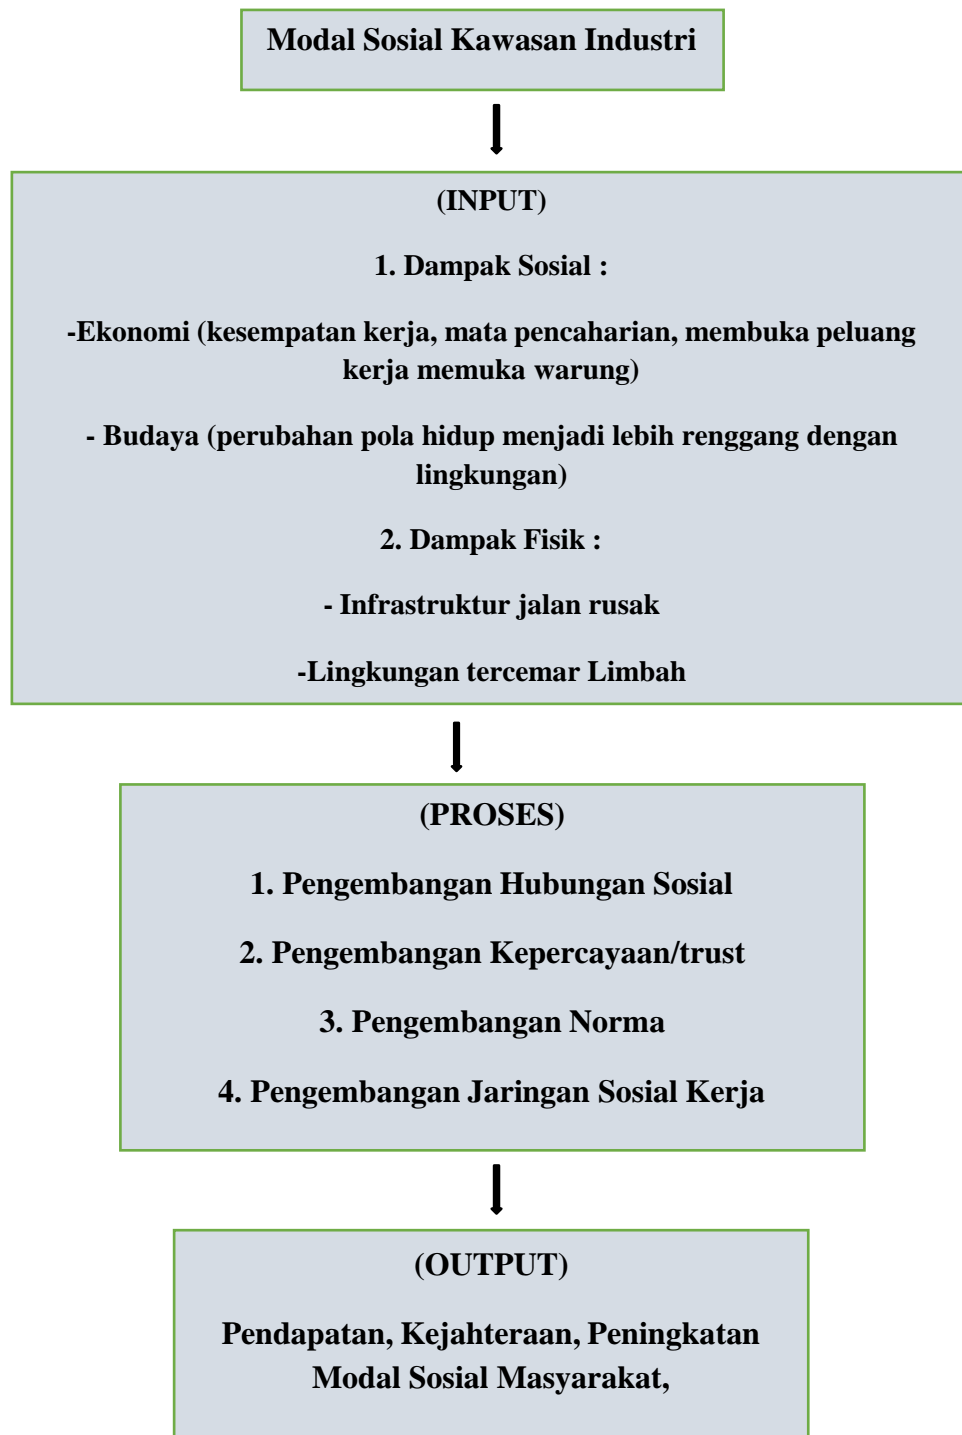 Modal Sosial Kawasan Industri
(INPUT)
1. Dampak Sosial :
-Ekonomi (kesempatan kerja, mata pencaharian, membuka peluang
kerja memuka warung)
- Budaya (perubahan pola hidup menjadi lebih renggang dengan
lingkungan)
2. Dampak Fisik :
- Infrastruktur jalan rusak
-Lingkungan tercemar Limbah
(PROSES)
1. Pengembangan Hubungan Sosial
2. Pengembangan Kepercayaan/trust
3. Pengembangan Norma
4. Pengembangan Jaringan Sosial Kerja
(OUTPUT)
Pendapatan, Kejahteraan, Peningkatan
Modal Sosial Masyarakat,